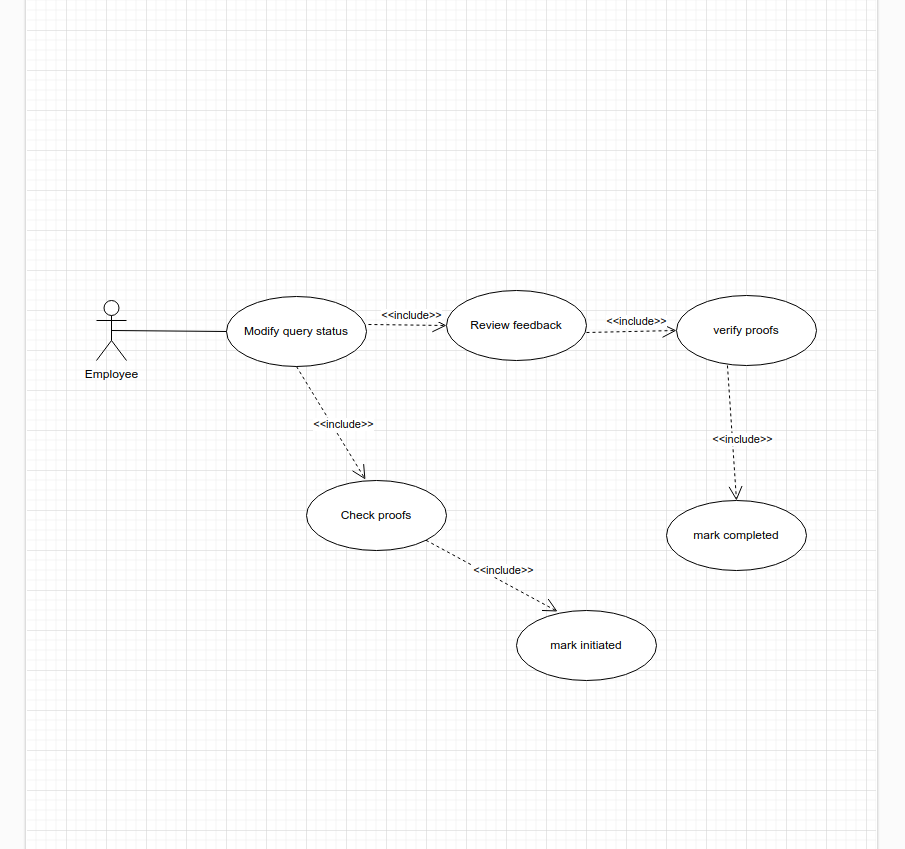 <<include>>
<<include>>
Modify query status
Review feedback
verify proofs
Employee
<<include>>
<<include>>
Check proofs
mark completed
<<include>>
mark initiated